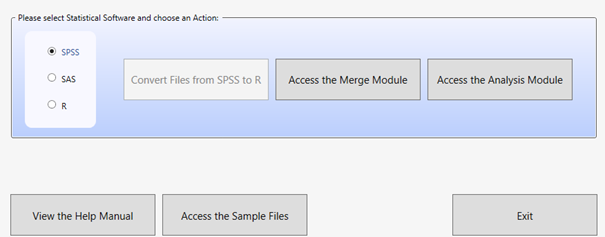 Please select Statistical Software and choose an Action:
SPSS
SAS
R
Convert Files from SPSS to R
Access the Merge Module
Access the Analysis Module
View the Help Manual
Access the Sample Files
Exit